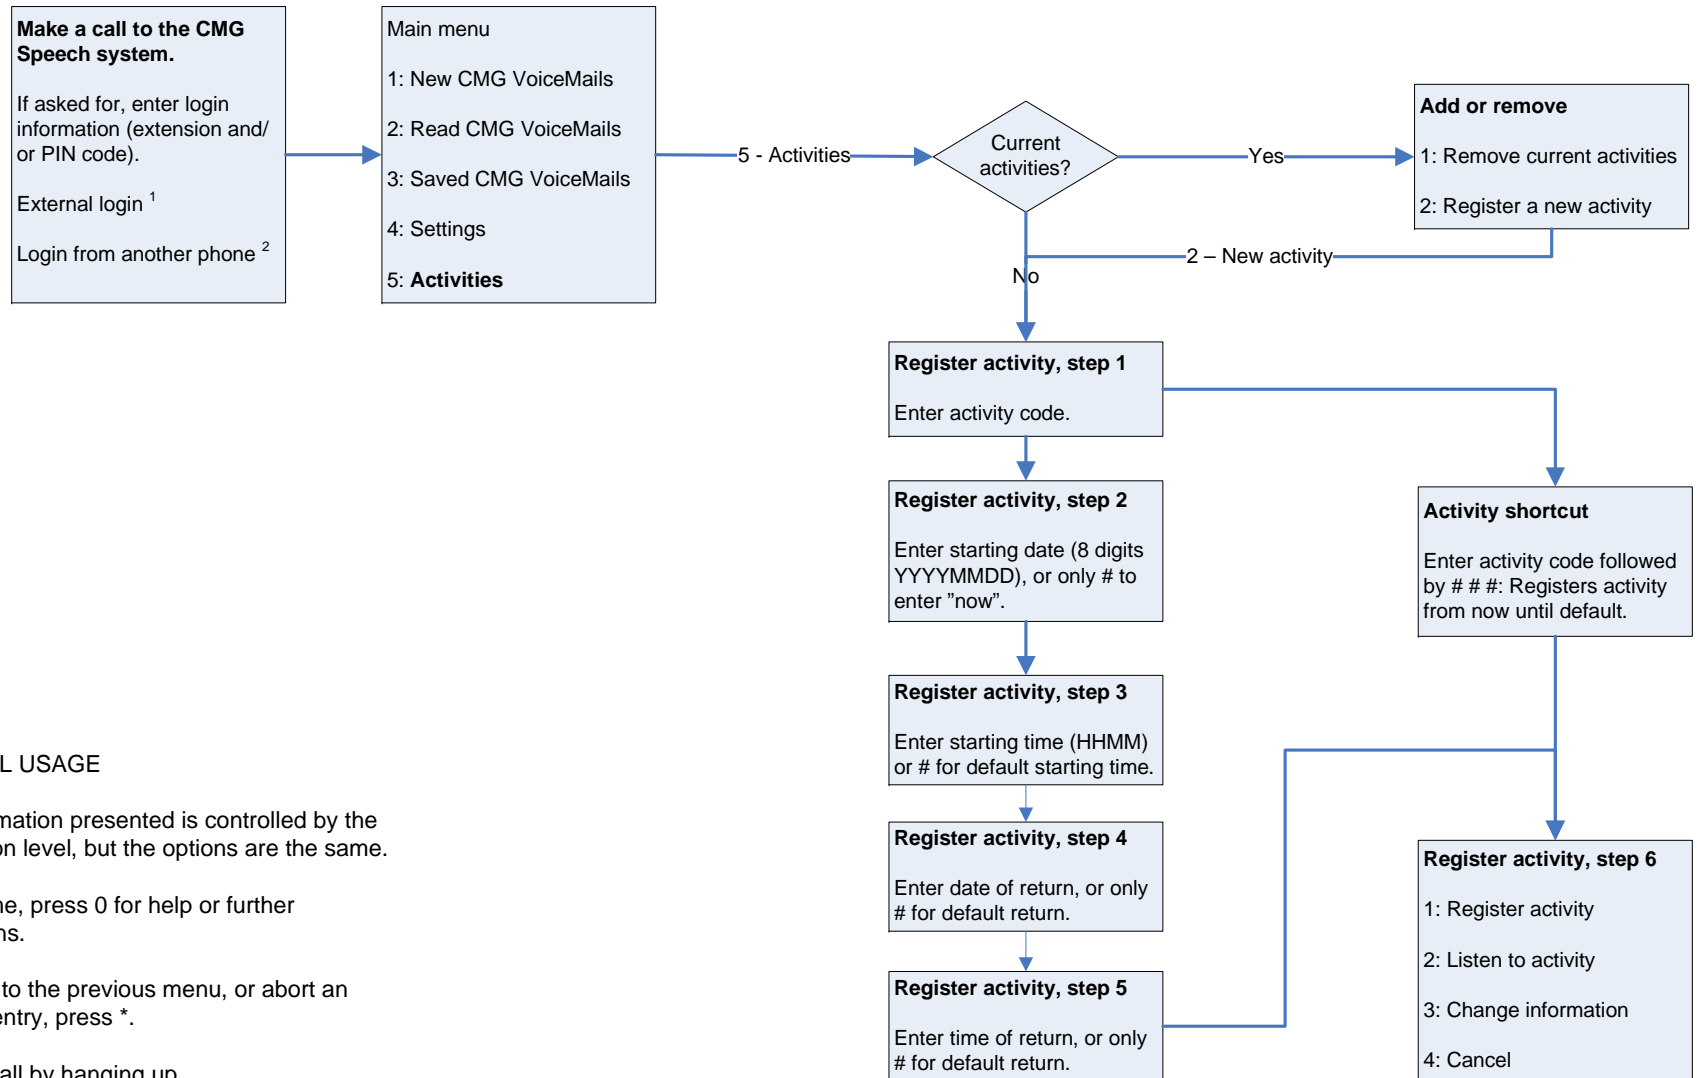 Make a call to the CMG
Speech system.
If asked for, enter login
information (extension and/
or PIN code).
External login 1
Login from another phone 2
Main menu
1: New CMG VoiceMails
2: Read CMG VoiceMails
3: Saved CMG VoiceMails
4: Settings
5: Activities
5 - Activities
Current
activities?
Yes
Add or remove
1: Remove current activities
2: Register a new activity
2 – New activity
No
Register activity, step 1
Enter activity code.
Register activity, step 2
Enter starting date (8 digits
YYYYMMDD), or only # to
enter ”now”.
Activity shortcut
Enter activity code followed
by # # #: Registers activity
from now until default.
Register activity, step 3
Enter starting time (HHMM)
or # for default starting time.
Register activity, step 4
Enter date of return, or only
# for default return.
Register activity, step 5
Enter time of return, or only
# for default return.
Register activity, step 6
1: Register activity
2: Listen to activity
3: Change information
4: Cancel
L USAGE
mation presented is controlled by the
on level, but the options are the same.
ne, press 0 for help or further
ns.
to the previous menu, or abort an
entry, press *.
all by hanging up